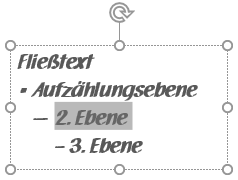 Fließtext
▪ Aufzählungsebene
— 2. Ebene
– 3. Ebene